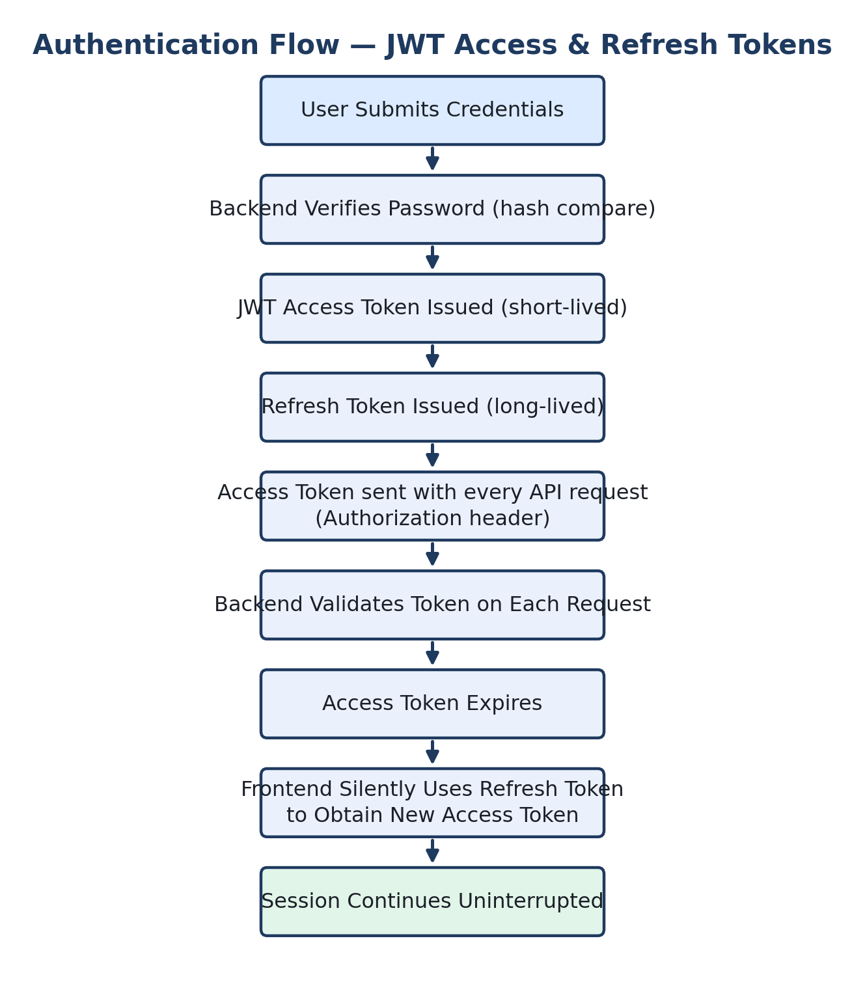 Authentication Flow — JWT Access & Refresh Tokens
User Submits Credentials
Backend Verifies Password (hash compare)
JWT Access Token Issued (short-lived)
Refresh Token Issued (long-lived)
Access Token sent with every API request
(Authorization header)
Backend Validates Token on Each Request
Access Token Expires
Frontend Silently Uses Refresh Token
to Obtain New Access Token
Session Continues Uninterrupted